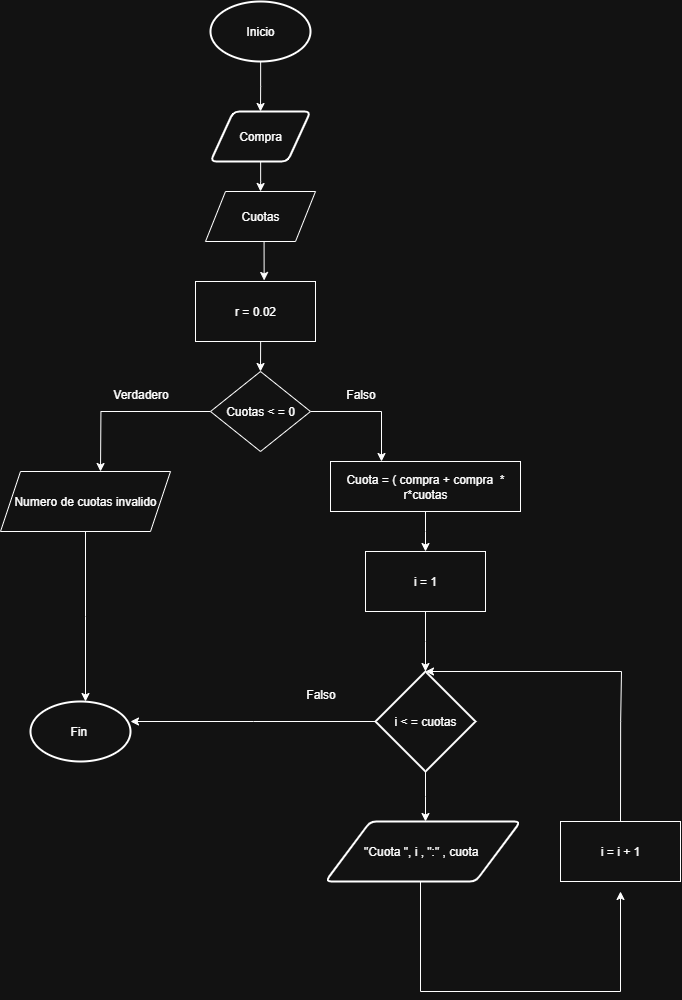 Inicio
Compra
Cuotas
r = 0.02
Verdadero
Falso
Cuotas < = 0
Numero de cuotas invalido
Cuota = ( compra + compra *
r*cuotas
i = 1
Falso
i < = cuotas
Fin
"Cuota ", i , ":" , cuota
i = i + 1